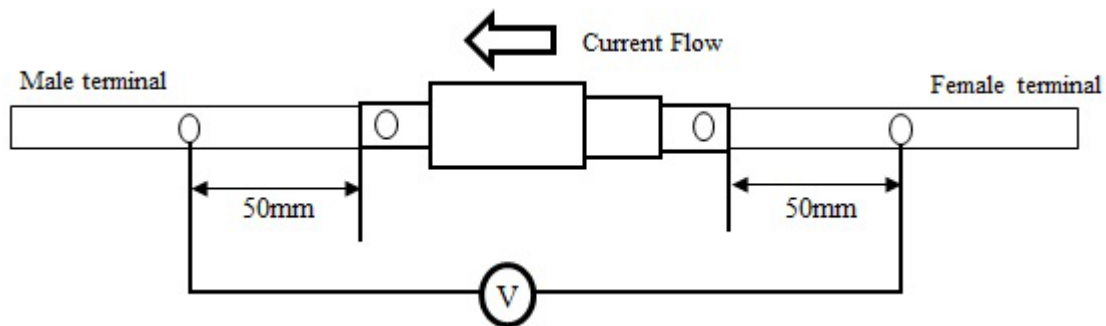 Current Flow
Male terminal
Female terminal
50mm
50mm
V